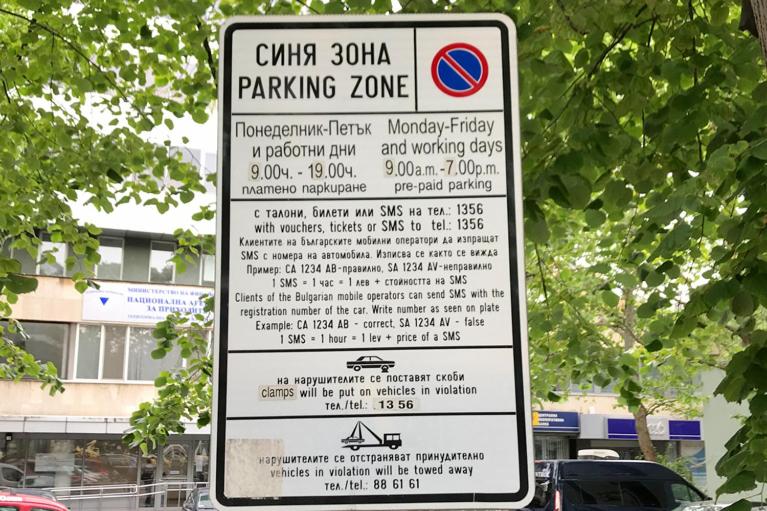 СИНЯ ЗОНА
PARKING ZONE
Понеделник-Петък
и работни дни
9.00ч. - 19.00ч.
платено паркиране
Monday-Friday
and working days
9.00a.m.-7.00p.m.
pre-paid parking
с талони, билети или SMS на тел.: 1356
with vouchers, tickets or SMS to tel.: 1356
Клиентите на българските мобилни оператори да изпращат
SMS с номера на автомобила. Изписва се както се вижда
Пример: СА 1234 АВ-правилно, SA 1234 AV-неправилно
1 SMS = 1 час = 1 лев + стойността на SMS
Clients of the Bulgarian mobile operators can send SMS with the
registration number of the car. Write number as seen on plate
Example: CA 1234 AB - correct, SA 1234 AV - false
1 SMS = 1 hour = 1 lev + price of a SMS
на нарушителите се поставят скоби
clamps will be put on vehicles in violation
тел./tel.: 13 56
нарушителите се отстраняват принудително
vehicles in violation will be towed away
тел./tel.: 88 61 61
МИНИСТЕРСТВО НА
НАЦИОНАЛНА
ЗА